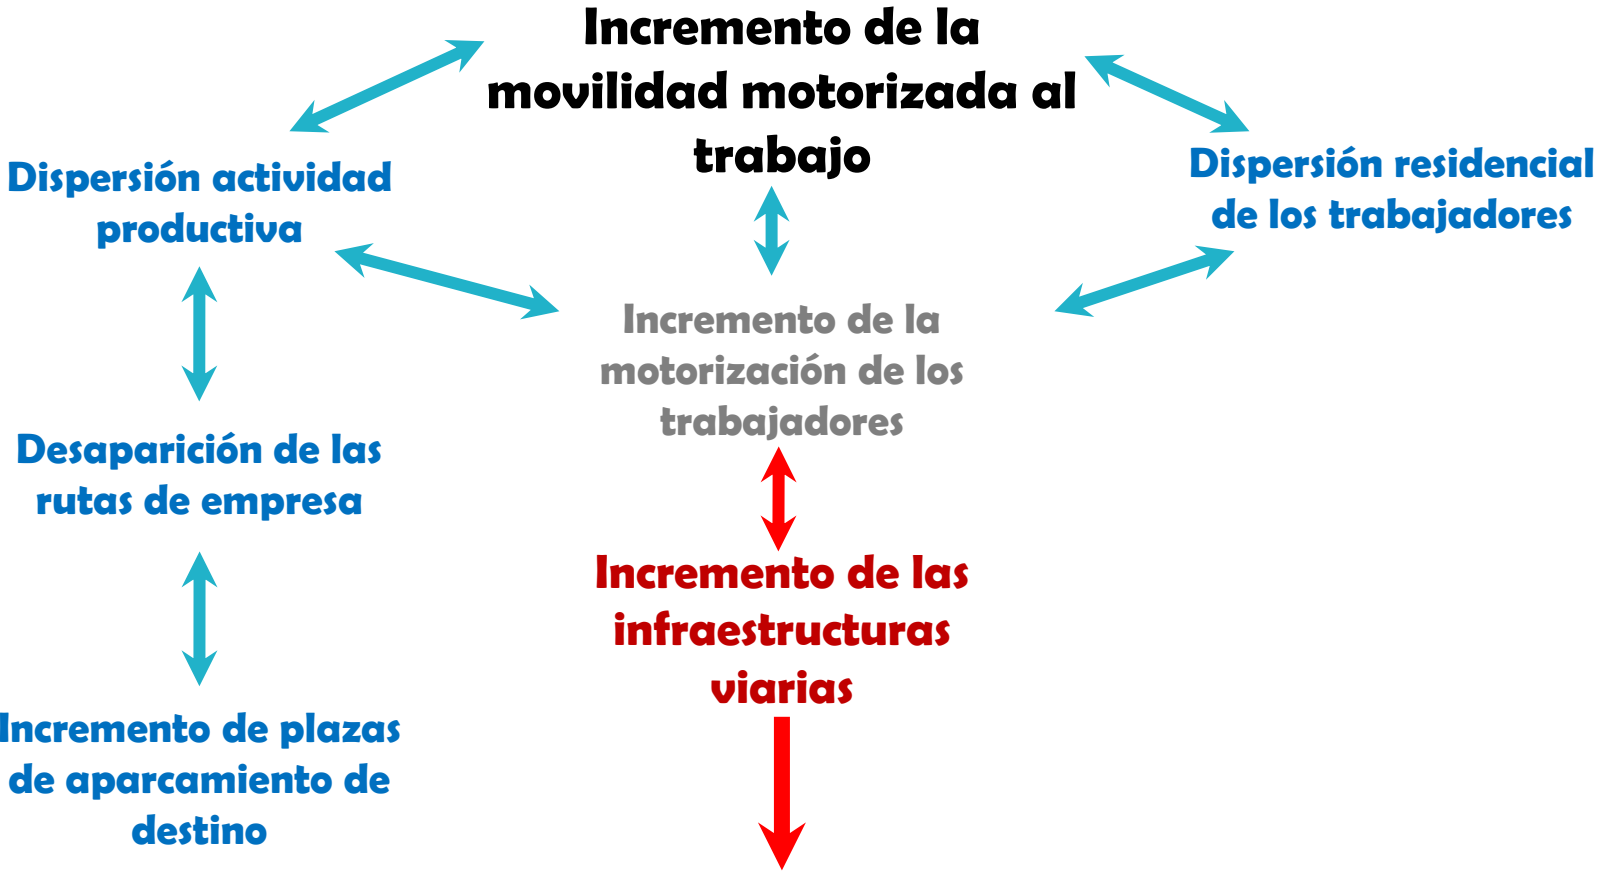 Incremento de la
movilidad motorizada al
trabajo
Dispersión actividad
productiva
Dispersión residencial
de los trabajadores
Incremento de la
motorización de los
trabajadores
Desaparición de las
rutas de empresa
Incremento de las
infraestructuras
viarias
Incremento de plazas
de aparcamiento de
destino